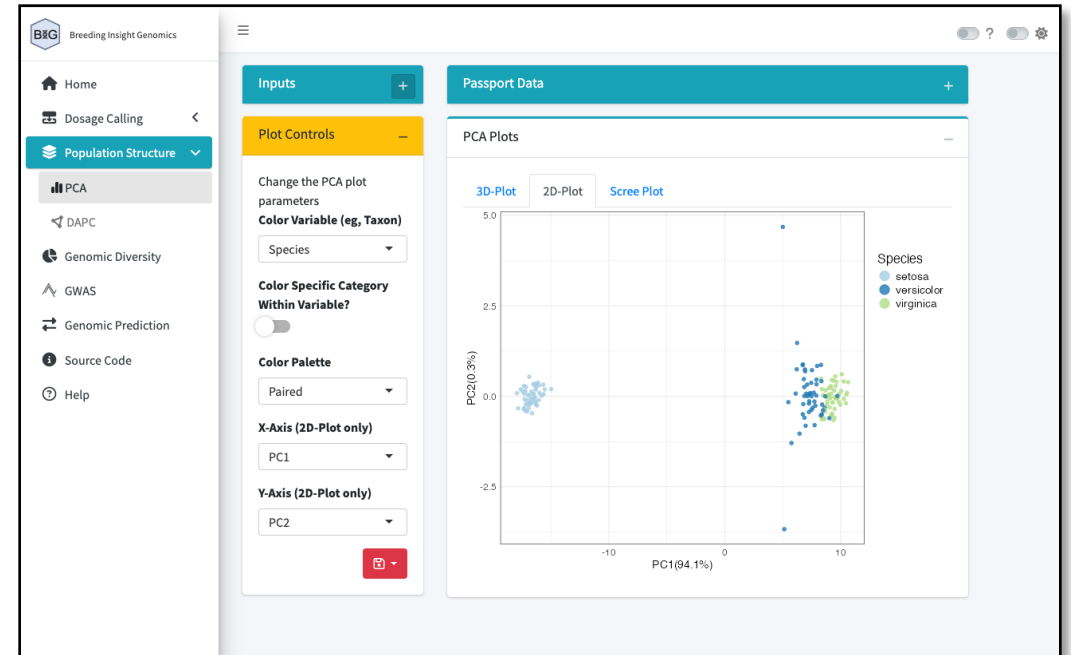 BIG Breeding Insight Genomics
?
Home
Dosage Calling
Population Structure
PCA
DAPC
Genomic Diversity
GWAS
Genomic Prediction
Source Code
Help
Inputs
Plot Controls
Change the PCA plot
parameters
Color Variable (eg, Taxon)
Species
Color Specific Category
Within Variable?
Color Palette
Paired
X-Axis (2D-Plot only)
PC1
Y-Axis (2D-Plot only)
PC2
Passport Data
PCA Plots
3D-Plot 2D-Plot Scree Plot
5.0
2.5
0.0
-2.5
PC2(0.3%)
-10 0 10
PC1(94.1%)
Species
setosa
versicolor
virginica